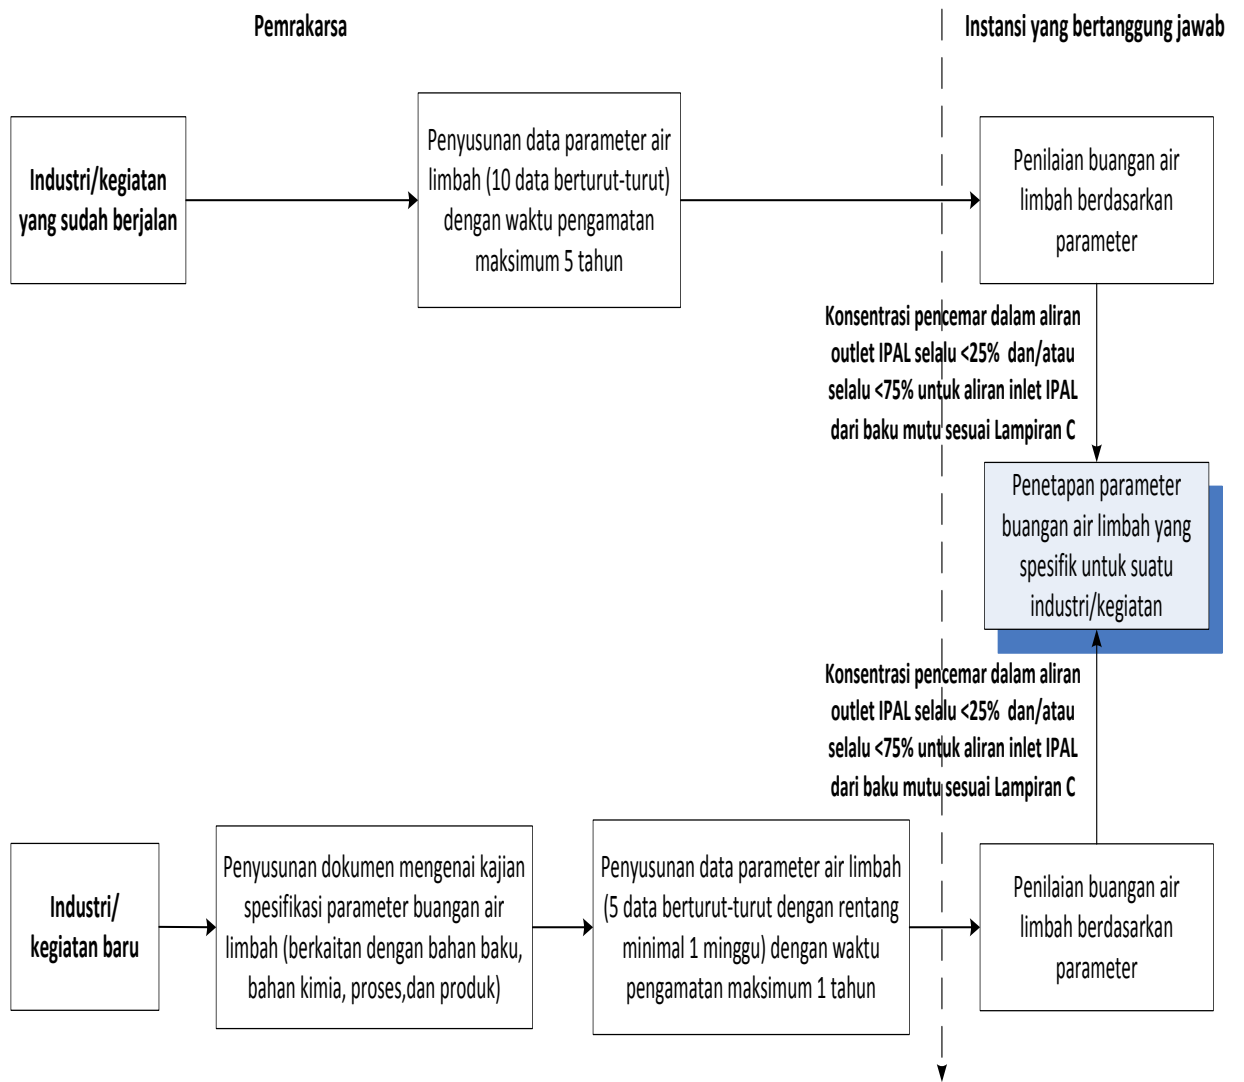 Pemrakarsa
Instansi yang bertanggung jawab
Industri/kegiatan
yang sudah berjalan
Penyusunan data parameter air
limbah (10 data berturut-turut)
dengan waktu pengamatan
maksimum 5 tahun
Penilaian buangan air
limbah berdasarkan
parameter
Konsentrasi pencemar dalam aliran
outlet IPAL selalu <25% dan/atau
selalu <75% untuk aliran inlet IPAL
dari baku mutu sesuai Lampiran C
Penetapan parameter
buangan air limbah yang
spesifik untuk suatu
industri/kegiatan
Konsentrasi pencemar dalam aliran
outlet IPAL selalu <25% dan/atau
selalu <75% untuk aliran inlet IPAL
dari baku mutu sesuai Lampiran C
Industri/
kegiatan baru
Penyusunan dokumen mengenai kajian
spesifikasi parameter buangan air
limbah (berkaitan dengan bahan baku,
bahan kimia, proses,dan produk)
Penyusunan data parameter air limbah
(5 data berturut-turut dengan rentang
minimal 1 minggu) dengan waktu
pengamatan maksimum 1 tahun
Penilaian buangan air
limbah berdasarkan
parameter